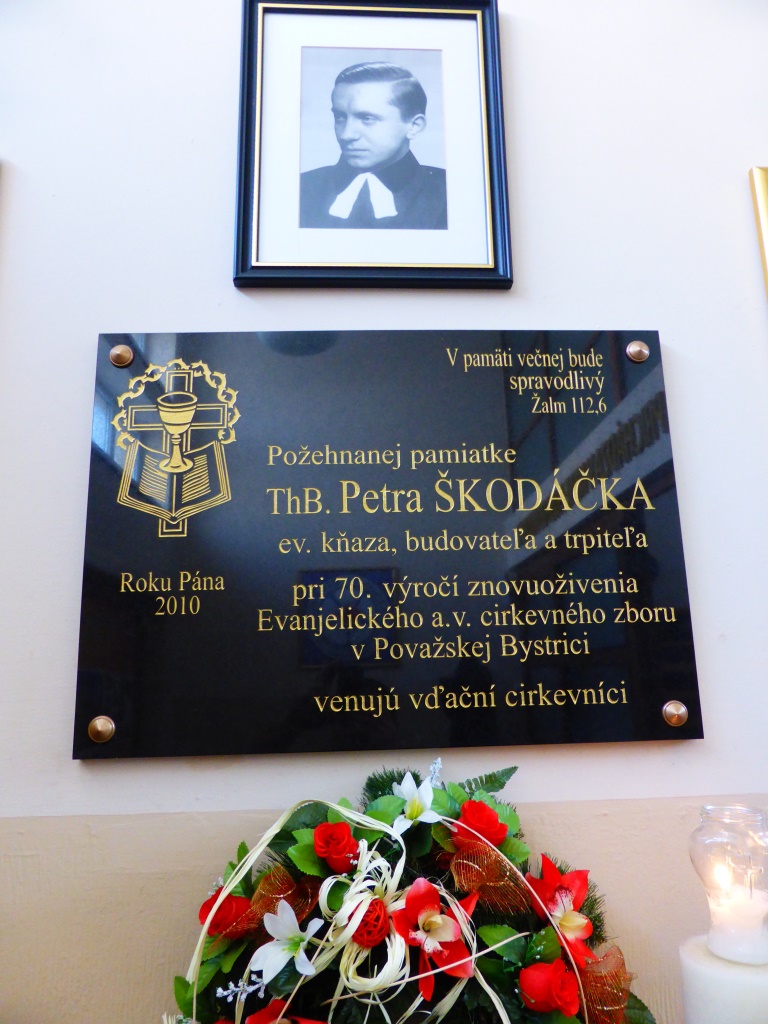 V pamäti večnej bude
spravodlivý
Žalm 112,6
Požehnanej pamiatke
ThB. Petra ŠKODÁČKA
ev. kňaza, budovateľa a trpiteľa
Roku Pána
2010
pri 70. výročí znovuoživenia
Evanjelického a.v. cirkevného zboru
v Považskej Bystrici
venujú vďační cirkevníci